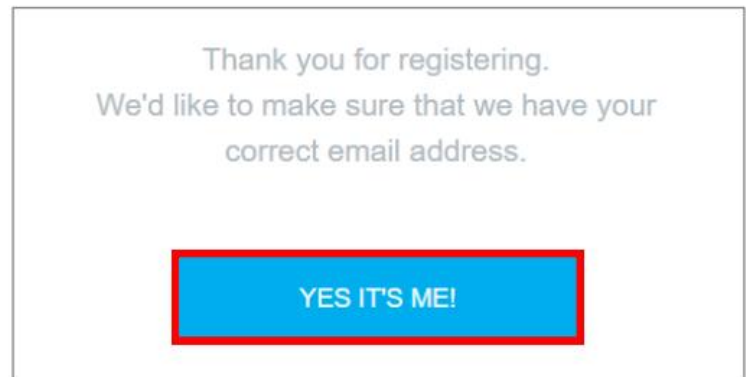 Thank you for registering.
We'd like to make sure that we have your
correct email address.
YES IT'S ME!